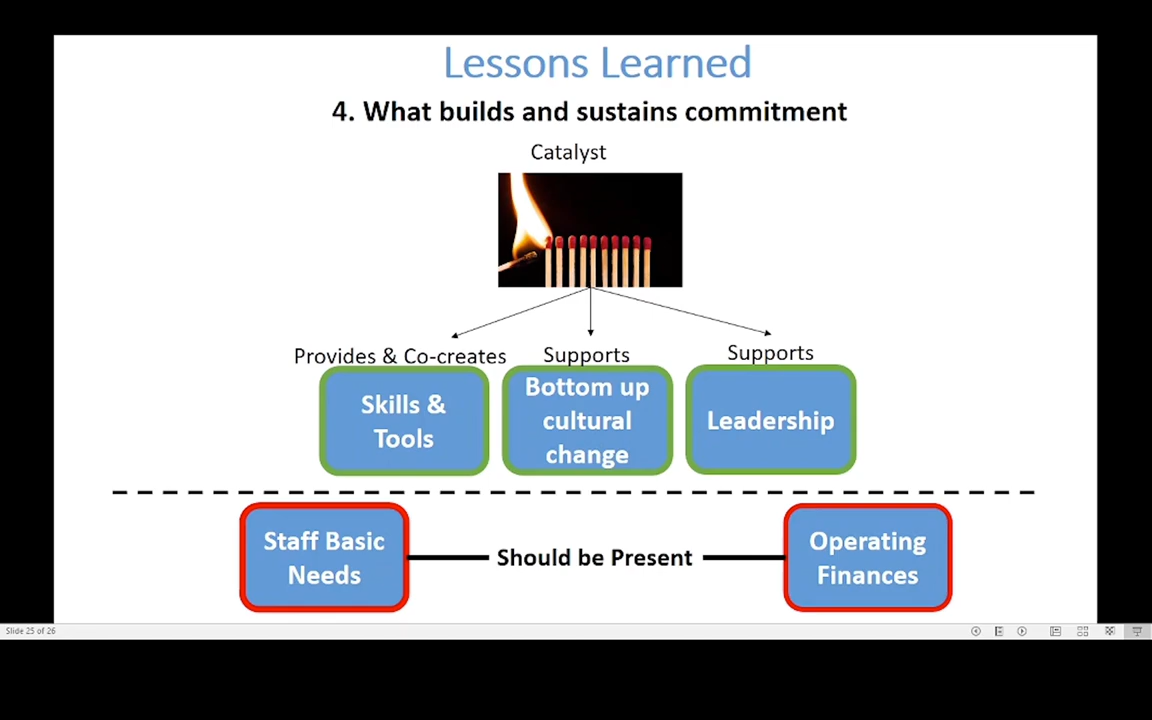 Lessons Learned
4. What builds and sustains commitment
Catalyst
Provides & Co-creates
Supports
Supports
Skills &
Tools
Bottom up
cultural
change
Leadership
Staff Basic
Needs
Should be Present
Operating
Finances
Slide 25 of 26